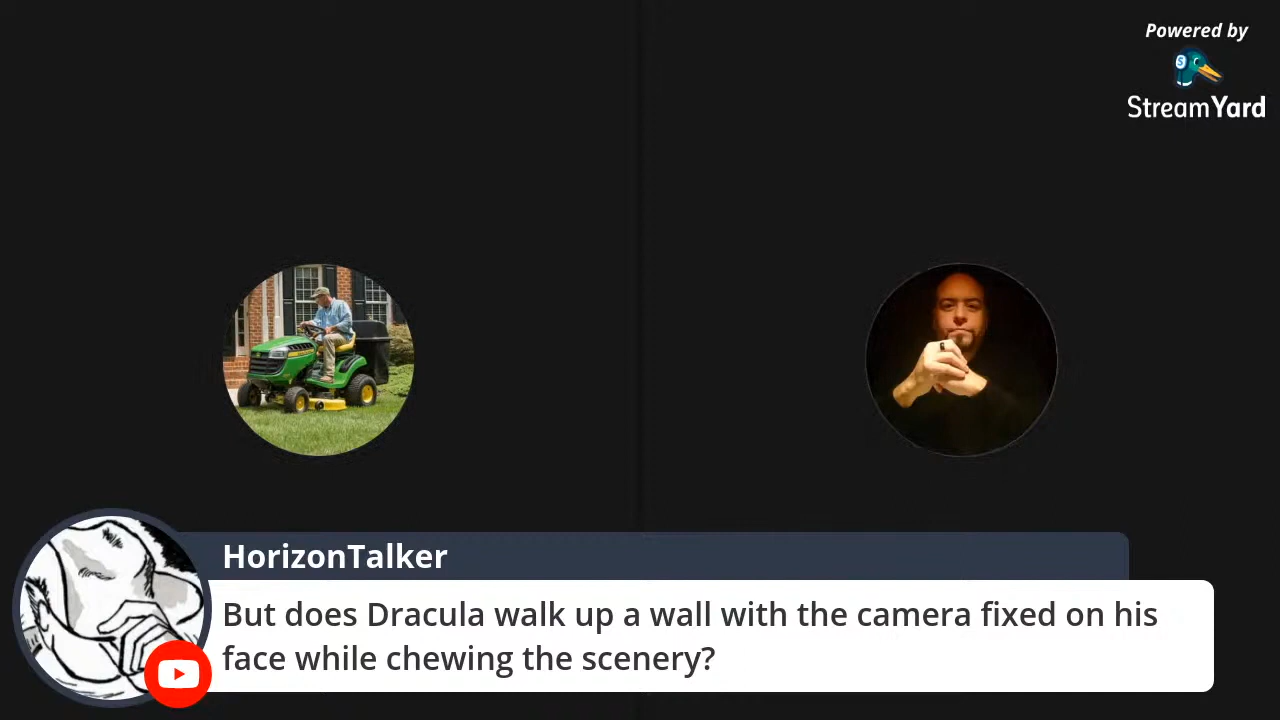 Powered by
StreamYard
HorizonTalker
But does Dracula walk up a wall with the camera fixed on his
face while chewing the scenery?